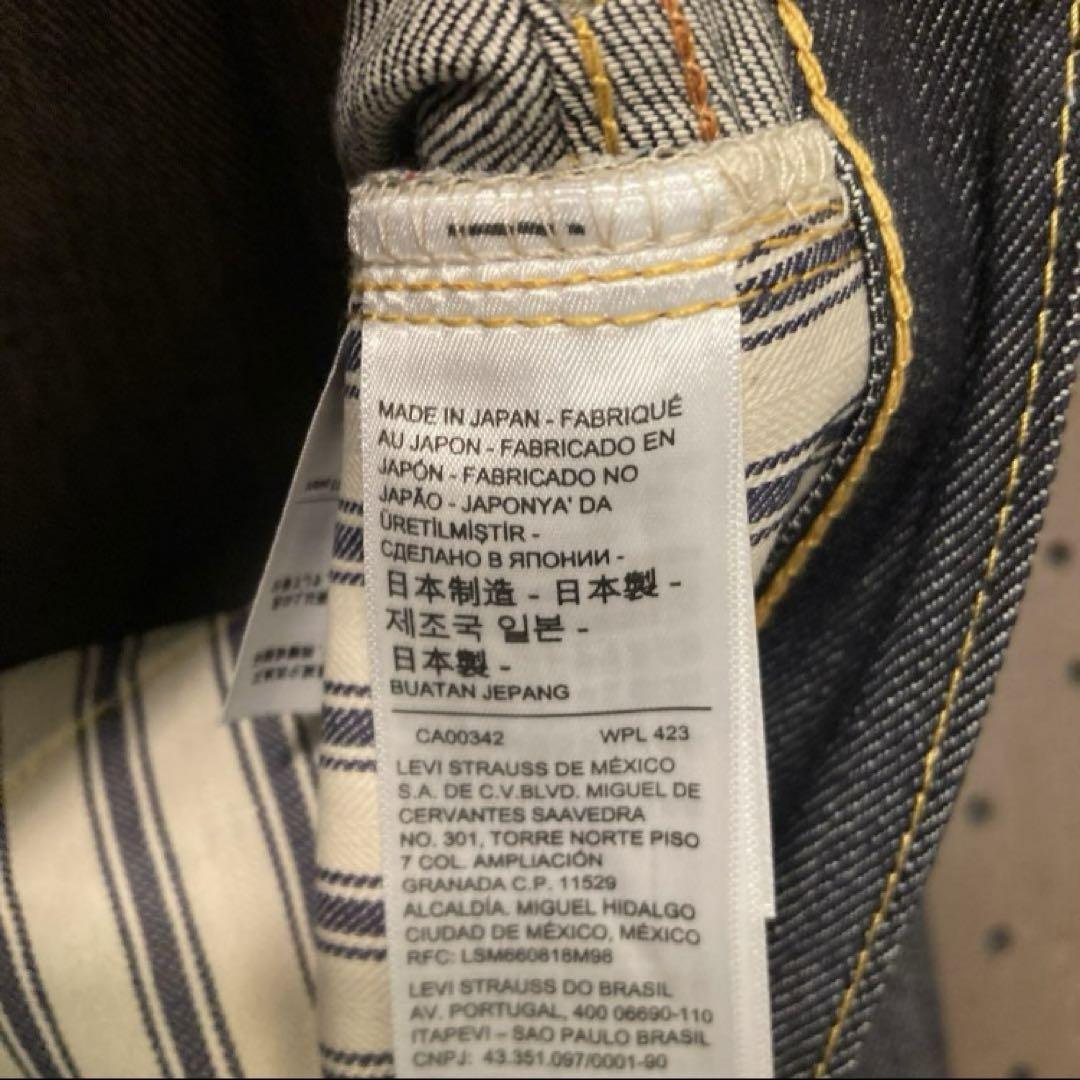 MADE IN JAPAN - FABRIQUÉ
AU JAPON - FABRICADO EN
JAPÓN - FABRICADO NO
JAPÃO - JAPONYA' DA
ÜRETİLMİŞTİR -
СДЕЛАНО В ЯПОНИИ -
日本制造 - 日本製 -
제조국 일본 -
日本製 -
BUATAN JEPANG
CA00342 WPL 423
LEVI STRAUSS DE MÉXICO
S.A. DE C.V.BLVD. MIGUEL DE
CERVANTES SAAVEDRA
NO. 301, TORRE NORTE PISO
7 COL. AMPLIACIÓN
GRANADA C.P. 11529
ALCALDÍA. MIGUEL HIDALGO
CIUDAD DE MÉXICO, MÉXICO
RFC: LSM660818M98
LEVI STRAUSS DO BRASIL
AV. PORTUGAL, 400 06690-110
ITAPEVI – SAO PAULO BRASIL
CNPJ: 43.351.097/0001-90